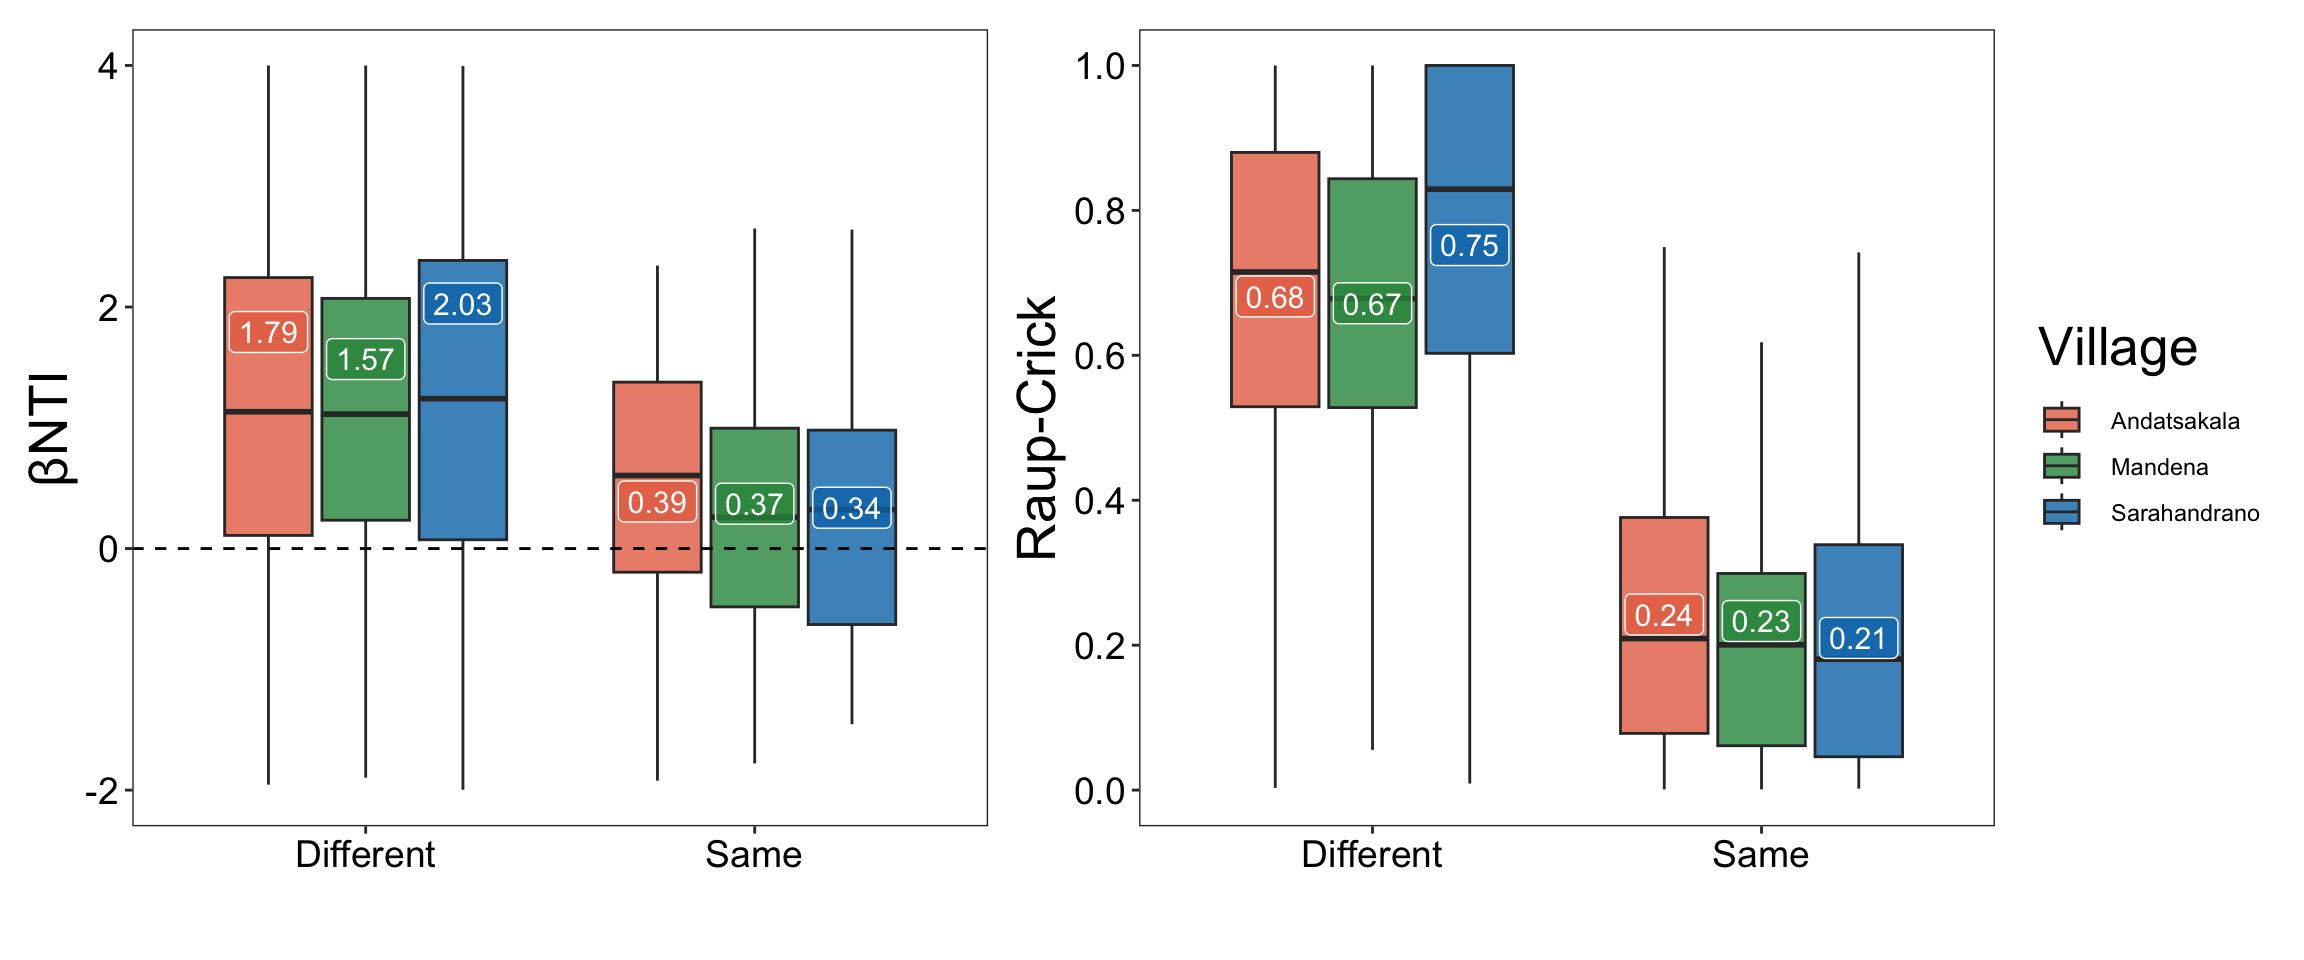 βNTI
4
2
0
-2
1.79
1.57
2.03
0.39
0.37
0.34
Different
Same
Raup-Crick
1.0
0.8
0.6
0.4
0.2
0.0
0.68
0.67
0.75
0.24
0.23
0.21
Different
Same
Village
Andatsakala
Mandena
Sarahandrano